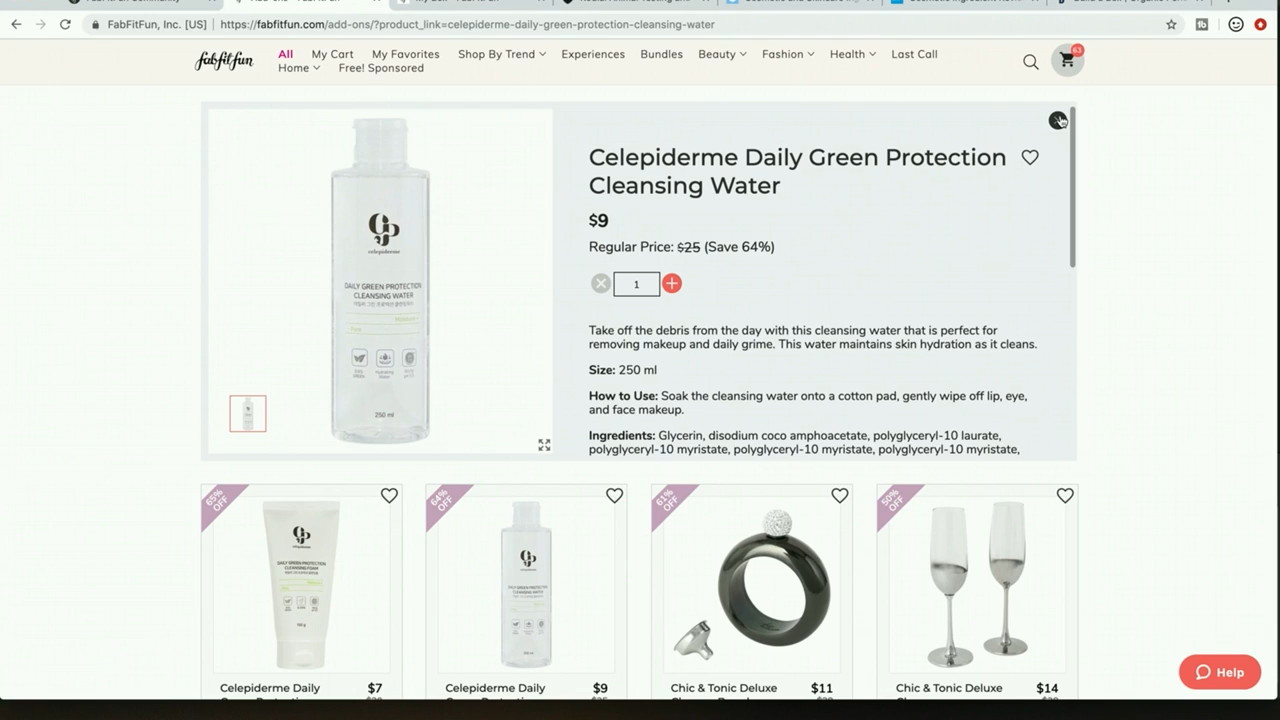 FabFitFun, Inc. [US] | https://fabfitfun.com/add-ons/?product_link=celepiderme-daily-green-protection-cleansing-water
fabfitfun
All My Cart My Favorites Shop By Trend Experiences Bundles Beauty Fashion Health Last Call
Home Free! Sponsored
63
Celepiderme Daily Green Protection
Cleansing Water
$9
Regular Price: $25 (Save 64%)
1
Take off the debris from the day with this cleansing water that is perfect for
removing makeup and daily grime. This water maintains skin hydration as it cleans.
Size: 250 ml
How to Use: Soak the cleansing water onto a cotton pad, gently wipe off lip, eye,
and face makeup.
Ingredients: Glycerin, disodium coco amphoacetate, polyglyceryl-10 laurate,
polyglyceryl-10 myristate, polyglyceryl-10 myristate, polyglyceryl-10 myristate,
celepiderme
DAILY GREEN PROTECTION
CLEANSING WATER
250 ml
65% OFF
64% OFF
61% OFF
50% OFF
DAILY GREEN PROTECTION
CLEANSING FOAM
Celepiderme Daily $7
Celepiderme Daily $9
Chic & Tonic Deluxe $11
Chic & Tonic Deluxe $14
Help